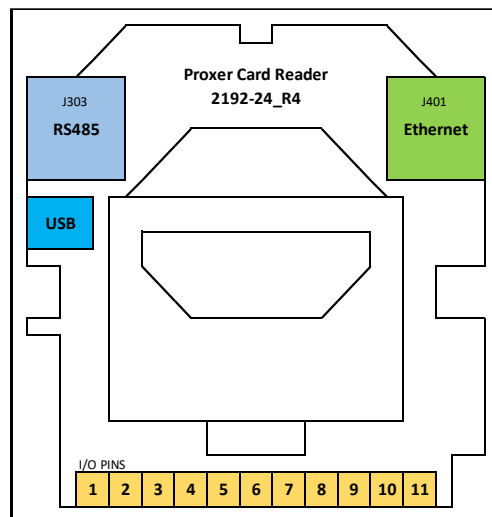 Proxer Card Reader
2192-24_R4
J303
RS485
J401
Ethernet
USB
I/O PINS
1 2 3 4 5 6 7 8 9 10 11